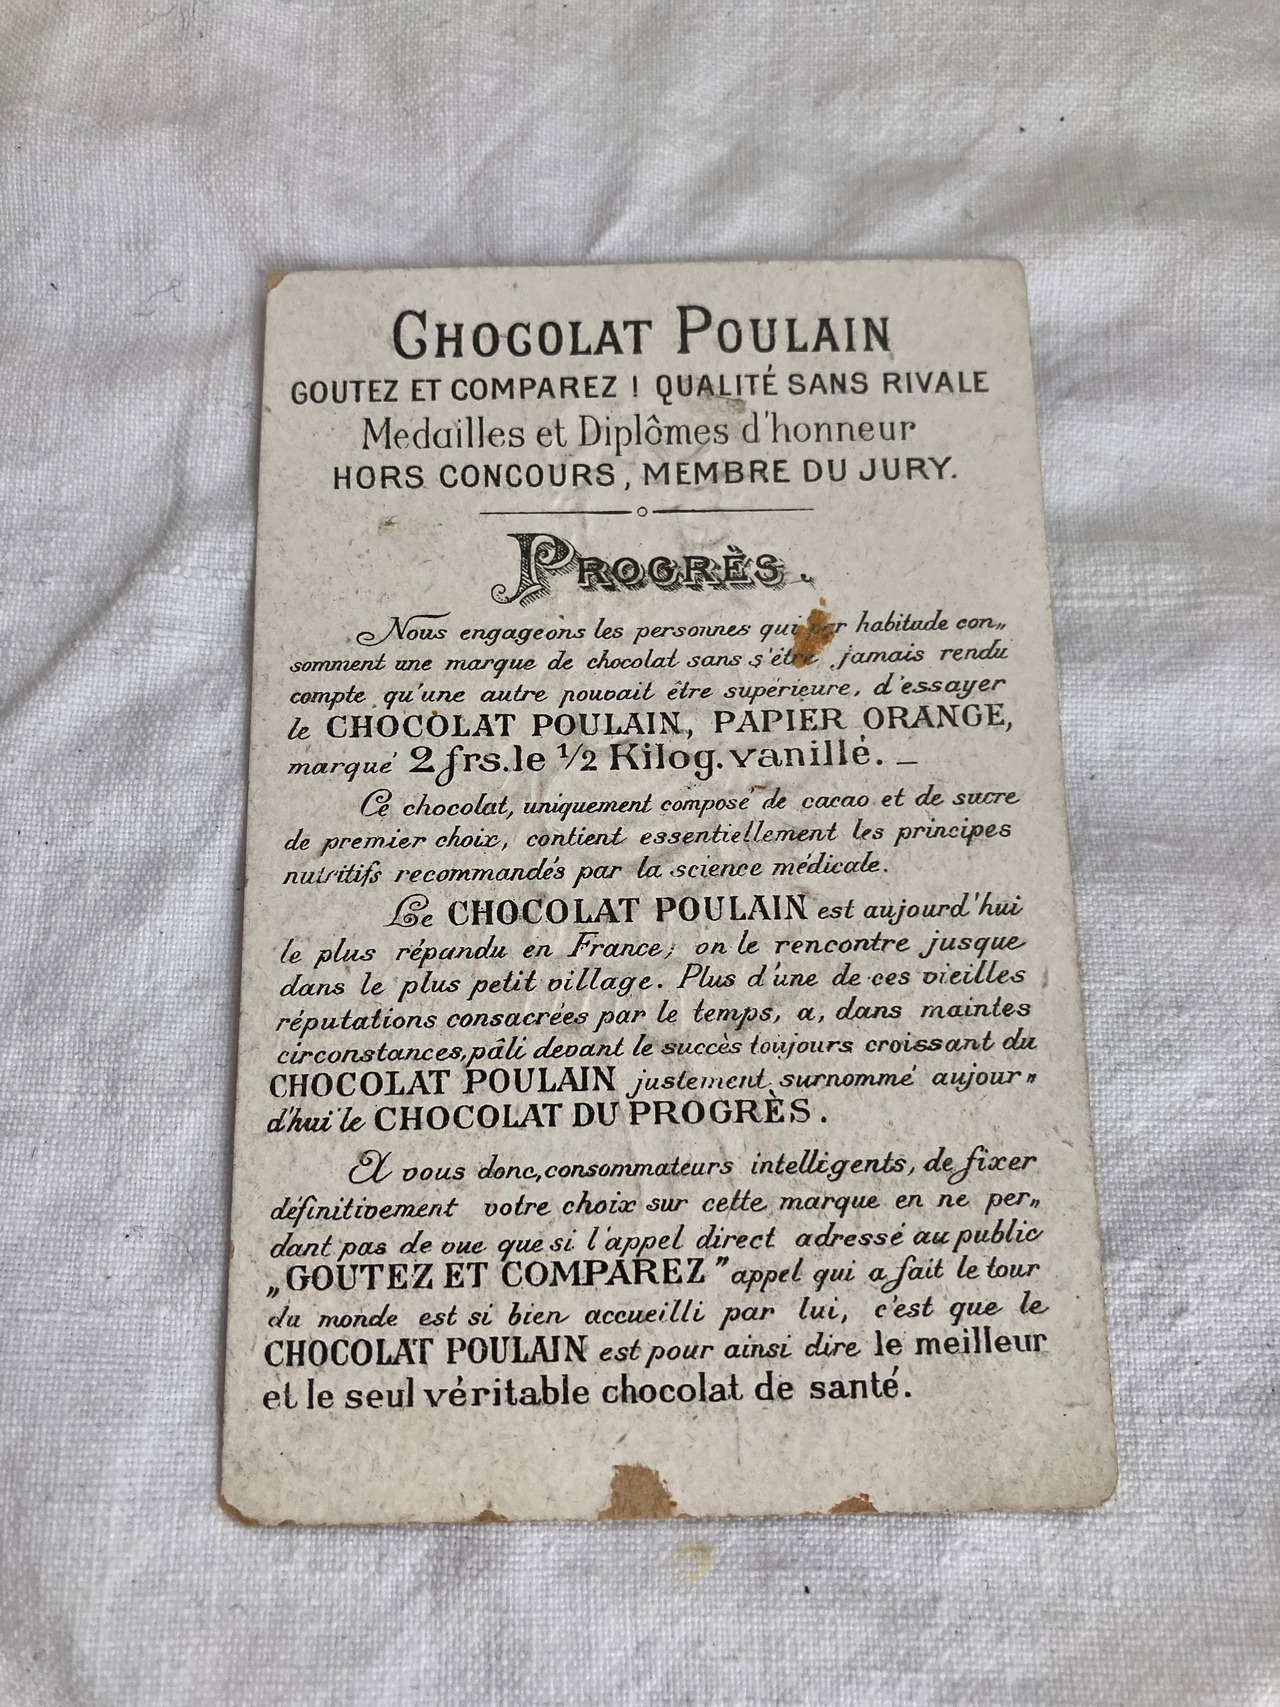 CHOCOLAT POULAIN
GOUTEZ ET COMPAREZ ! QUALITÉ SANS RIVALE
Medailles et Diplômes d'honneur
HORS CONCOURS, MEMBRE DU JURY.
PROGRÈS.
Nous engageons les personnes qui par habitude con„
somment une marque de chocolat sans s'être jamais rendu
compte qu'une autre pouvait être supérieure, d'essayer
le CHOCOLAT POULAIN, PAPIER ORANGE,
marqué 2 frs. le 1/2 Kilog. vanillé. _
Ce chocolat, uniquement composé de cacao et de sucre
de premier choix, contient essentiellement les principes
nutritifs recommandés par la science médicale.
Le CHOCOLAT POULAIN est aujourd'hui
le plus répandu en France; on le rencontre jusque
dans le plus petit village. Plus d'une de ces vieilles
réputations consacrées par le temps, a, dans maintes
circonstances, pâli devant le succès toujours croissant du
CHOCOLAT POULAIN justement surnommé aujour„
d'hui le CHOCOLAT DU PROGRÈS.
A vous donc, consommateurs intelligents, de fixer
définitivement votre choix sur cette marque en ne per„
dant pas de vue que si l'appel direct adressé au public
„GOUTEZ ET COMPAREZ" appel qui a fait le tour
du monde est si bien accueilli par lui, c'est que le
CHOCOLAT POULAIN est pour ainsi dire le meilleur
et le seul véritable chocolat de santé.